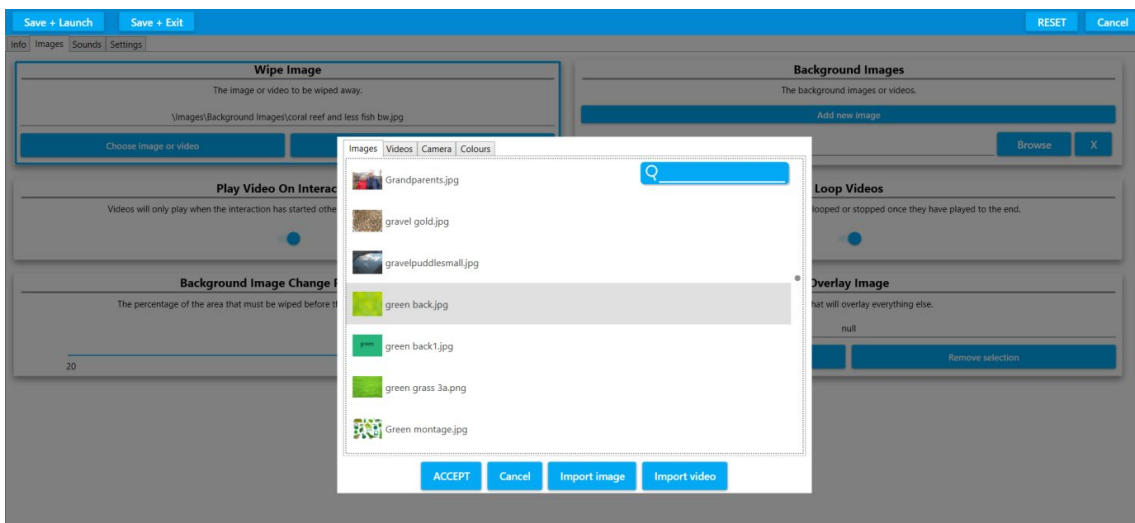 Save + Launch Save + Exit RESET Cancel
Info Images Sounds Settings
Wipe Image
The image or video to be wiped away.
\Images\Background Images\coral reef and less fish bw.jpg
Choose image or video
Background Images
The background images or videos.
Add new image
Browse X
Play Video On Interac
Videos will only play when the interaction has started othe
Loop Videos
looped or stopped once they have played to the end.
Background Image Change
The percentage of the area that must be wiped before th
20
Overlay Image
hat will overlay everything else.
null
Remove selection
Images Videos Camera Colours
Grandparents.jpg
gravel gold.jpg
gravelpuddlesmall.jpg
green back.jpg
green back1.jpg
green grass 3a.png
Green montage.jpg
ACCEPT Cancel Import image Import video